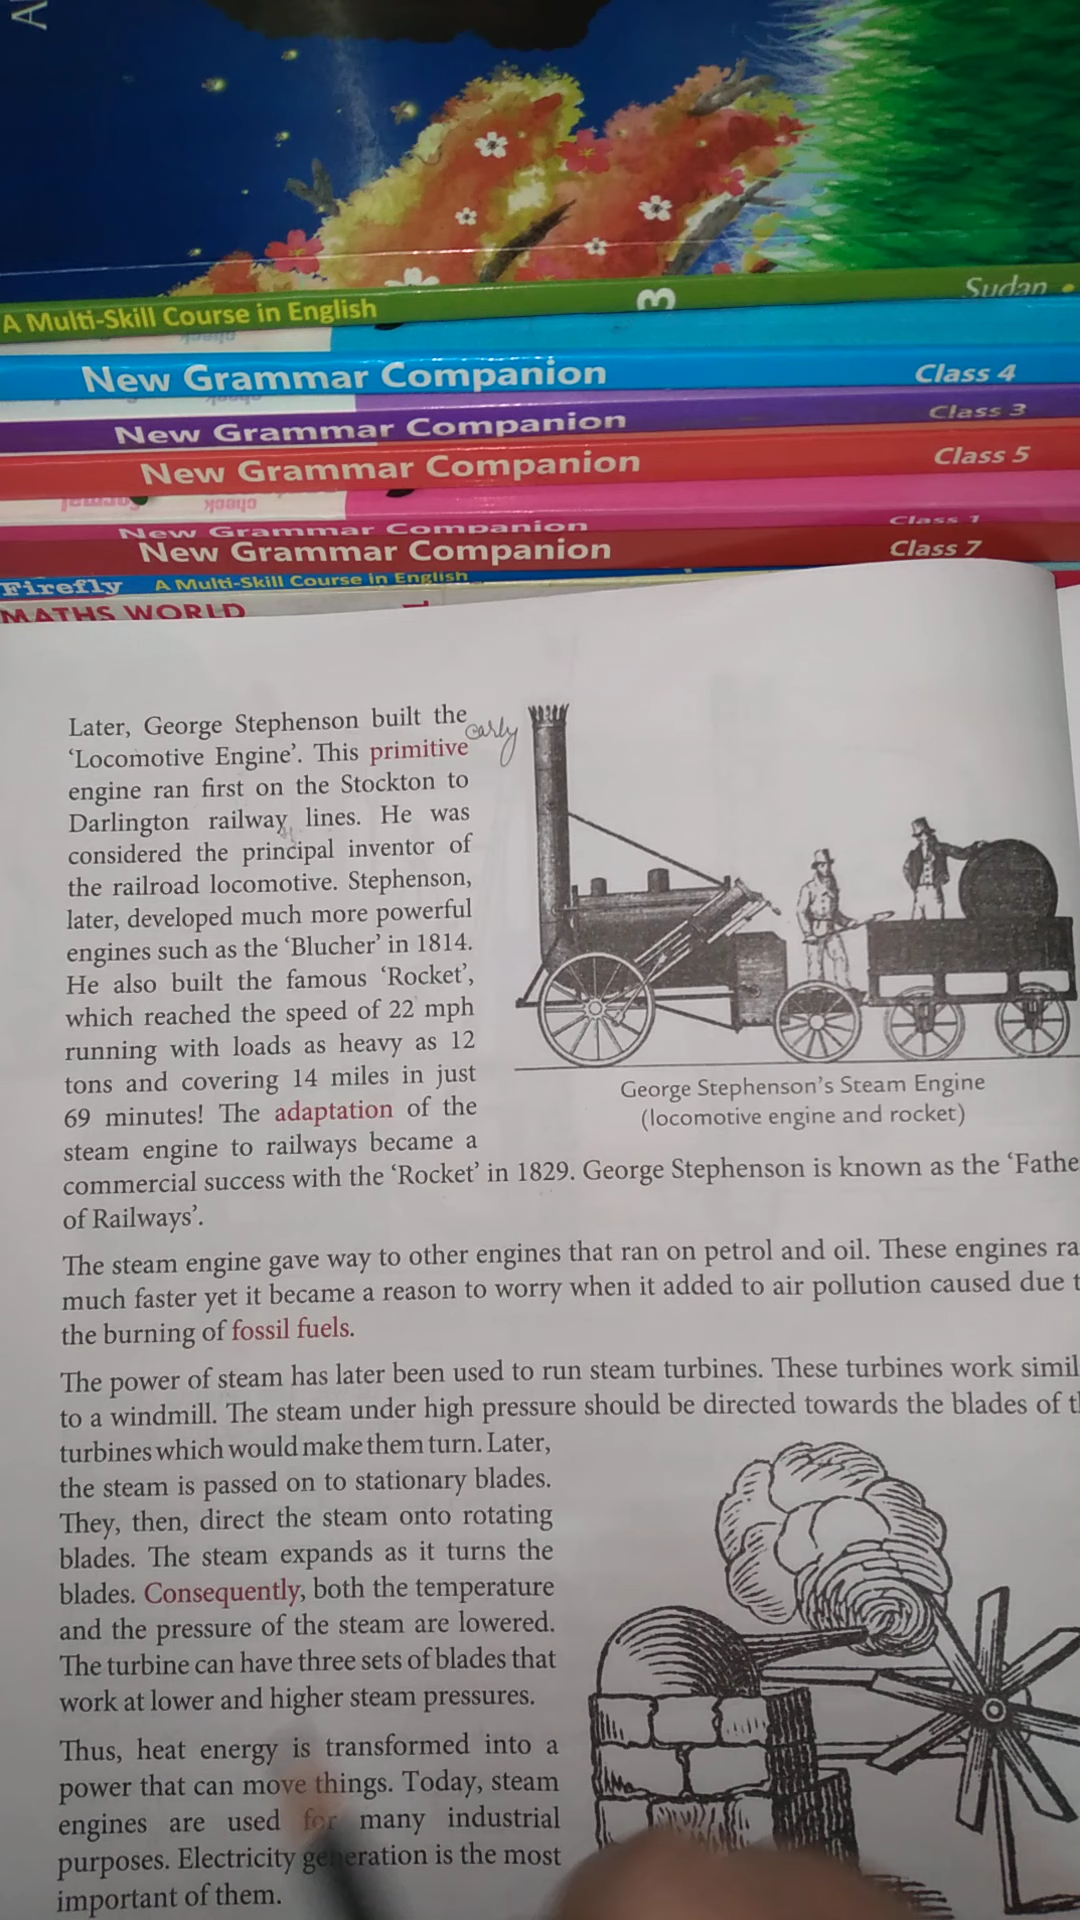 A Multi-Skill Course in English 3 Sudan
New Grammar Companion Class 4
New Grammar Companion Class 3
New Grammar Companion Class 5
check
New Grammar Companion Class 1
New Grammar Companion Class 7
Firefly A Multi-Skill Course in English
MATHS WORLD
Later, George Stephenson built the
early
‘Locomotive Engine’. This primitive
engine ran first on the Stockton to
Darlington railway lines. He was
considered the principal inventor of
the railroad locomotive. Stephenson,
later, developed much more powerful
engines such as the ‘Blucher’ in 1814.
He also built the famous ‘Rocket’,
which reached the speed of 22 mph
running with loads as heavy as 12
tons and covering 14 miles in just
69 minutes! The adaptation of the
steam engine to railways became a
commercial success with the ‘Rocket’ in 1829. George Stephenson is known as the ‘Fathe
of Railways’.
George Stephenson’s Steam Engine
(locomotive engine and rocket)
The steam engine gave way to other engines that ran on petrol and oil. These engines ra
much faster yet it became a reason to worry when it added to air pollution caused due t
the burning of fossil fuels.
The power of steam has later been used to run steam turbines. These turbines work simil
to a windmill. The steam under high pressure should be directed towards the blades of t
turbines which would make them turn. Later,
the steam is passed on to stationary blades.
They, then, direct the steam onto rotating
blades. The steam expands as it turns the
blades. Consequently, both the temperature
and the pressure of the steam are lowered.
The turbine can have three sets of blades that
work at lower and higher steam pressures.
Thus, heat energy is transformed into a
power that can move things. Today, steam
engines are used for many industrial
purposes. Electricity generation is the most
important of them.